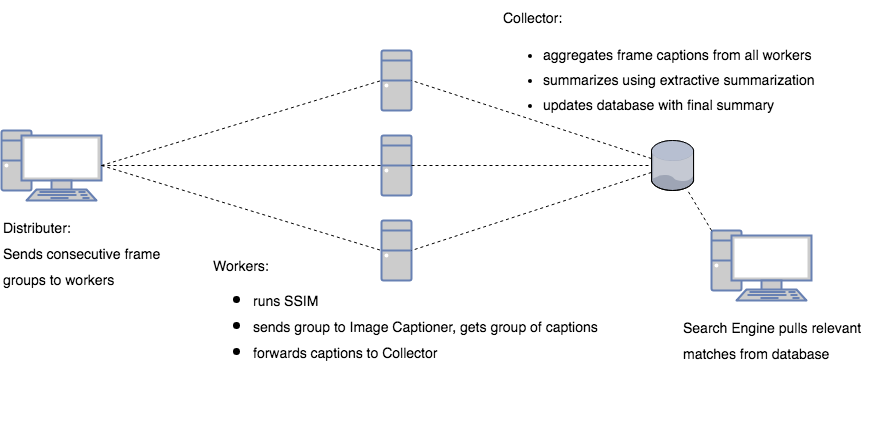 Collector:
• aggregates frame captions from all workers
• summarizes using extractive summarization
• updates database with final summary
Distributer:
Sends consecutive frame
groups to workers
Workers:
• runs SSIM
• sends group to Image Captioner, gets group of captions
• forwards captions to Collector
Search Engine pulls relevant
matches from database